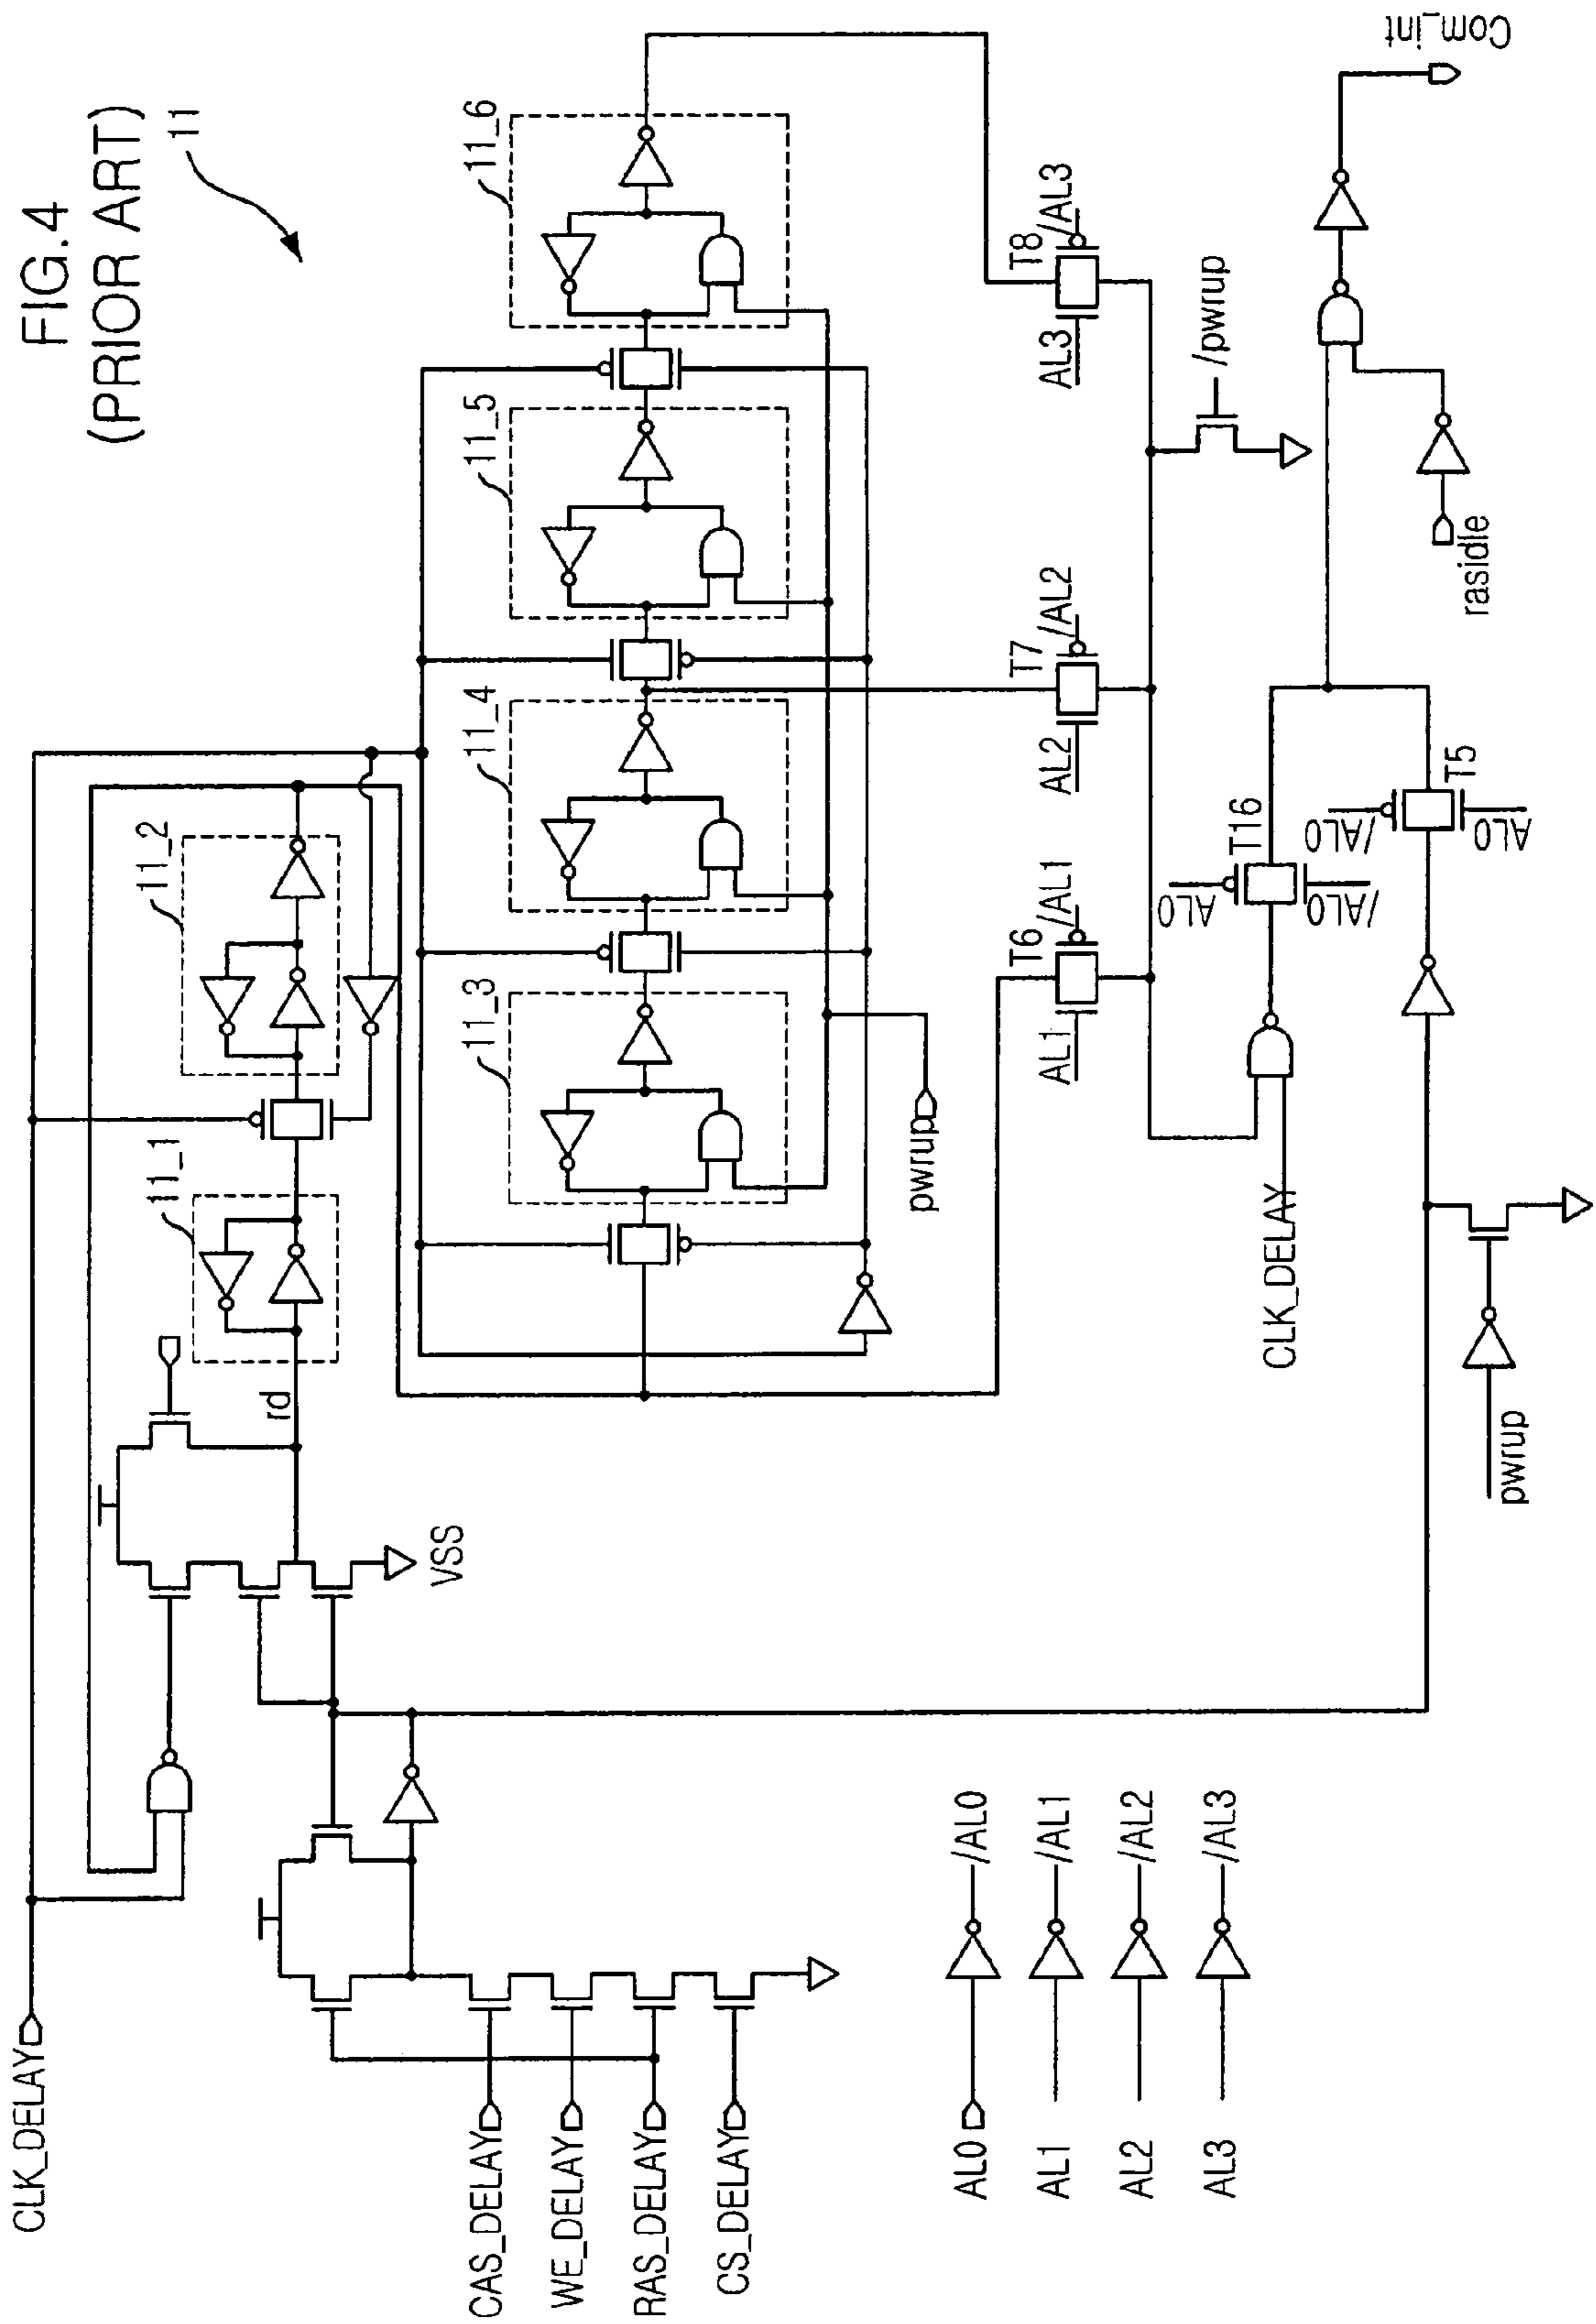 FIG.4
(PRIOR ART)
11
CLK_DELAY
CAS_DELAY
WE_DELAY
RAS_DELAY
CS_DELAY
VSS
rd
11_1
11_2
11_3
11_4
11_5
11_6
pwrup
AL1
T6
/AL1
AL2
T7
/AL2
AL3
T8
/AL3
/pwrup
CLK_DELAY
AL0
T16
/AL0
/AL0
T5
AL0
rasidle
Com_int
pwrup
AL0
/AL0
AL1
/AL1
AL2
/AL2
AL3
/AL3